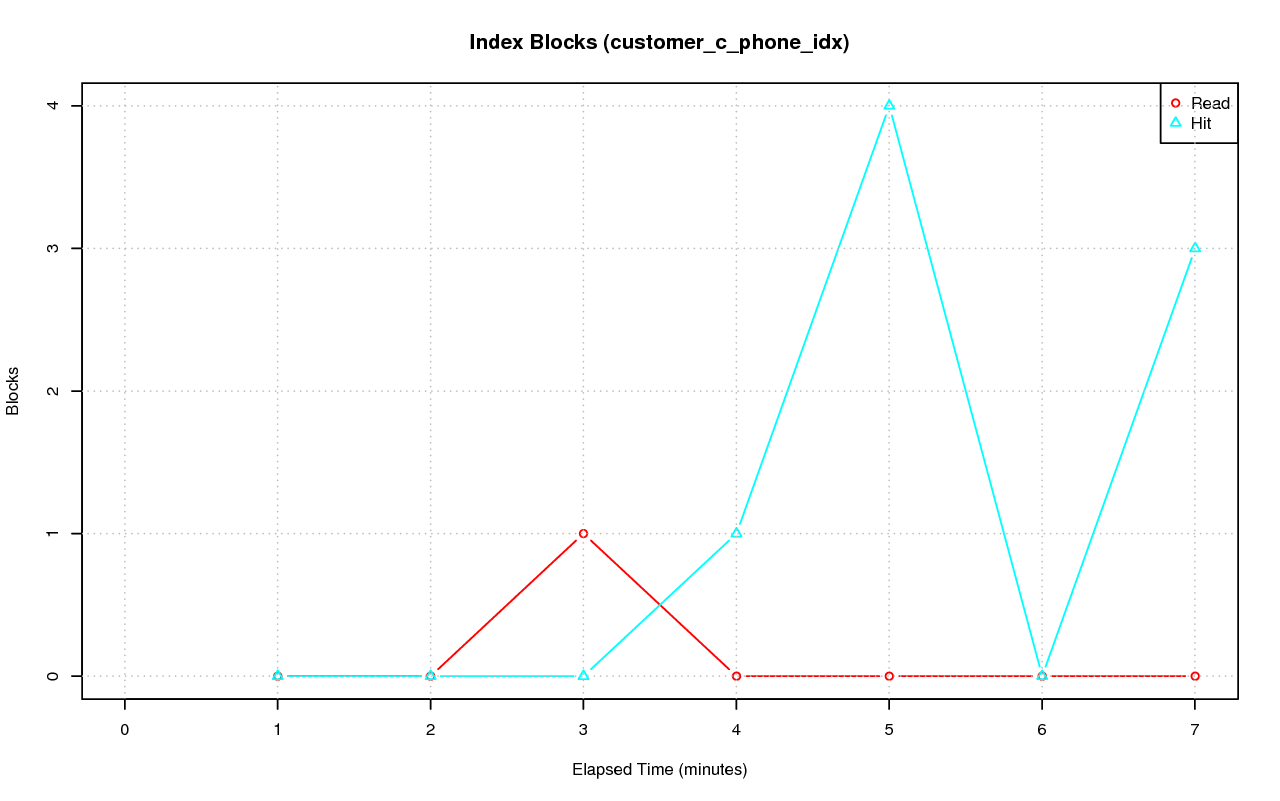 Index Blocks (customer_c_phone_idx)
Read
Hit
Blocks
4
3
2
1
0
0 1 2 3 4 5 6 7
Elapsed Time (minutes)